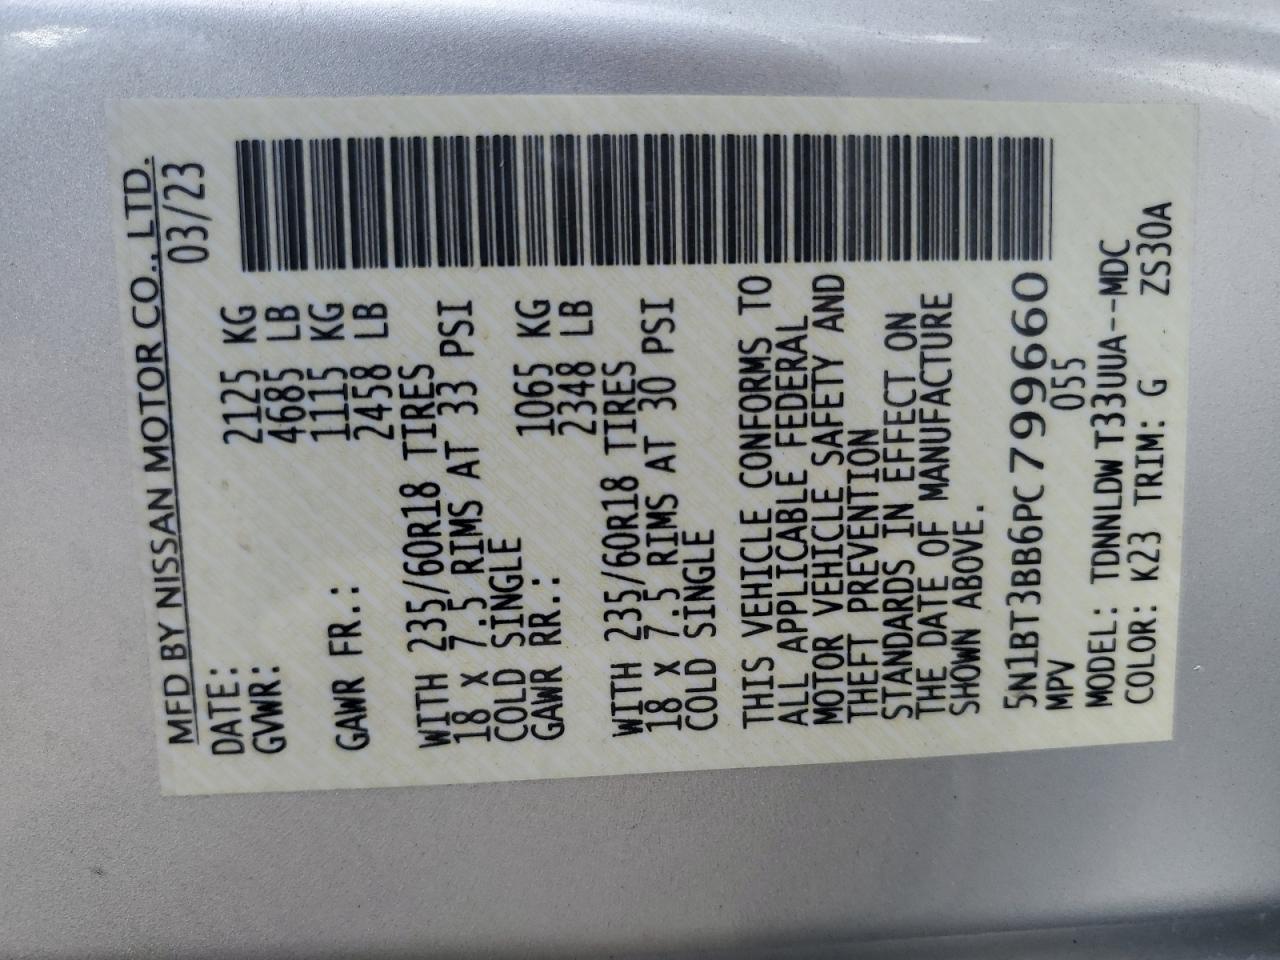 MFD BY NISSAN MOTOR CO., LTD.
DATE: 03/23
GVWR: 2125 KG
4685 LB
GAWR FR.: 1115 KG
2458 LB
WITH 235/60R18 TIRES
18 X 7.5 RIMS AT 33 PSI
COLD SINGLE
GAWR RR.: 1065 KG
2348 LB
WITH 235/60R18 TIRES
18 X 7.5 RIMS AT 30 PSI
COLD SINGLE
THIS VEHICLE CONFORMS TO
ALL APPLICABLE FEDERAL
MOTOR VEHICLE SAFETY AND
THEFT PREVENTION
STANDARDS IN EFFECT ON
THE DATE OF MANUFACTURE
SHOWN ABOVE.
5N1BT3BB6PC799660
MPV 055
MODEL: TDNNLDW T33UUA--MDC
COLOR: K23 TRIM: G ZS30A